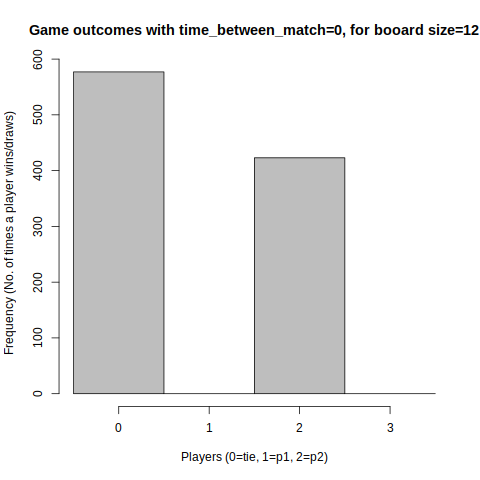 Game outcomes with time_between_match=0, for booard size=12
Frequency (No. of times a player wins/draws)
600
500
400
300
200
100
0
0 1 2 3
Players (0=tie, 1=p1, 2=p2)